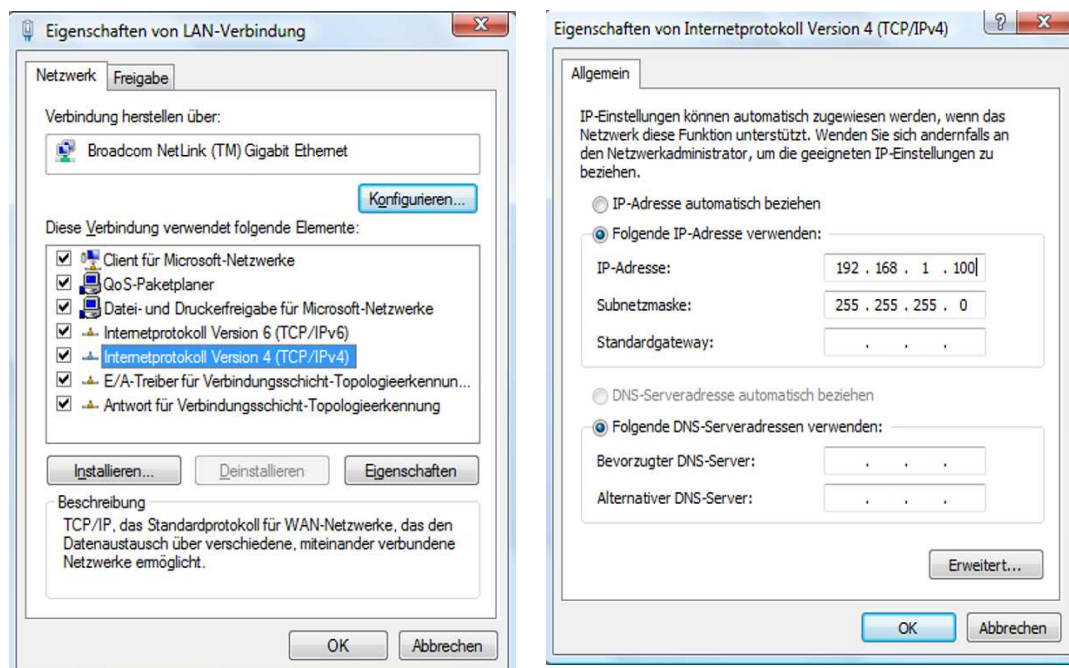 Eigenschaften von LAN-Verbindung
Netzwerk
Freigabe
Verbindung herstellen über:
Broadcom NetLink (TM) Gigabit Ethernet
Konfigurieren...
Diese Verbindung verwendet folgende Elemente:
Client für Microsoft-Netzwerke
QoS-Paketplaner
Datei- und Druckerfreigabe für Microsoft-Netzwerke
Internetprotokoll Version 6 (TCP/IPv6)
Internetprotokoll Version 4 (TCP/IPv4)
E/A-Treiber für Verbindungsschicht-Topologieerkennun...
Antwort für Verbindungsschicht-Topologieerkennung
Installieren...
Deinstallieren
Eigenschaften
Beschreibung
TCP/IP, das Standardprotokoll für WAN-Netzwerke, das den
Datenaustausch über verschiedene, miteinander verbundene
Netzwerke ermöglicht.
OK
Abbrechen
Eigenschaften von Internetprotokoll Version 4 (TCP/IPv4)
Allgemein
IP-Einstellungen können automatisch zugewiesen werden, wenn das
Netzwerk diese Funktion unterstützt. Wenden Sie sich andernfalls an
den Netzwerkadministrator, um die geeigneten IP-Einstellungen zu
beziehen.
IP-Adresse automatisch beziehen
Folgende IP-Adresse verwenden:
IP-Adresse: 192 . 168 . 1 . 100
Subnetzmaske: 255 . 255 . 255 . 0
Standardgateway: . . .
DNS-Serveradresse automatisch beziehen
Folgende DNS-Serveradressen verwenden:
Bevorzugter DNS-Server: . . .
Alternativer DNS-Server: . . .
Erweitert...
OK
Abbrechen